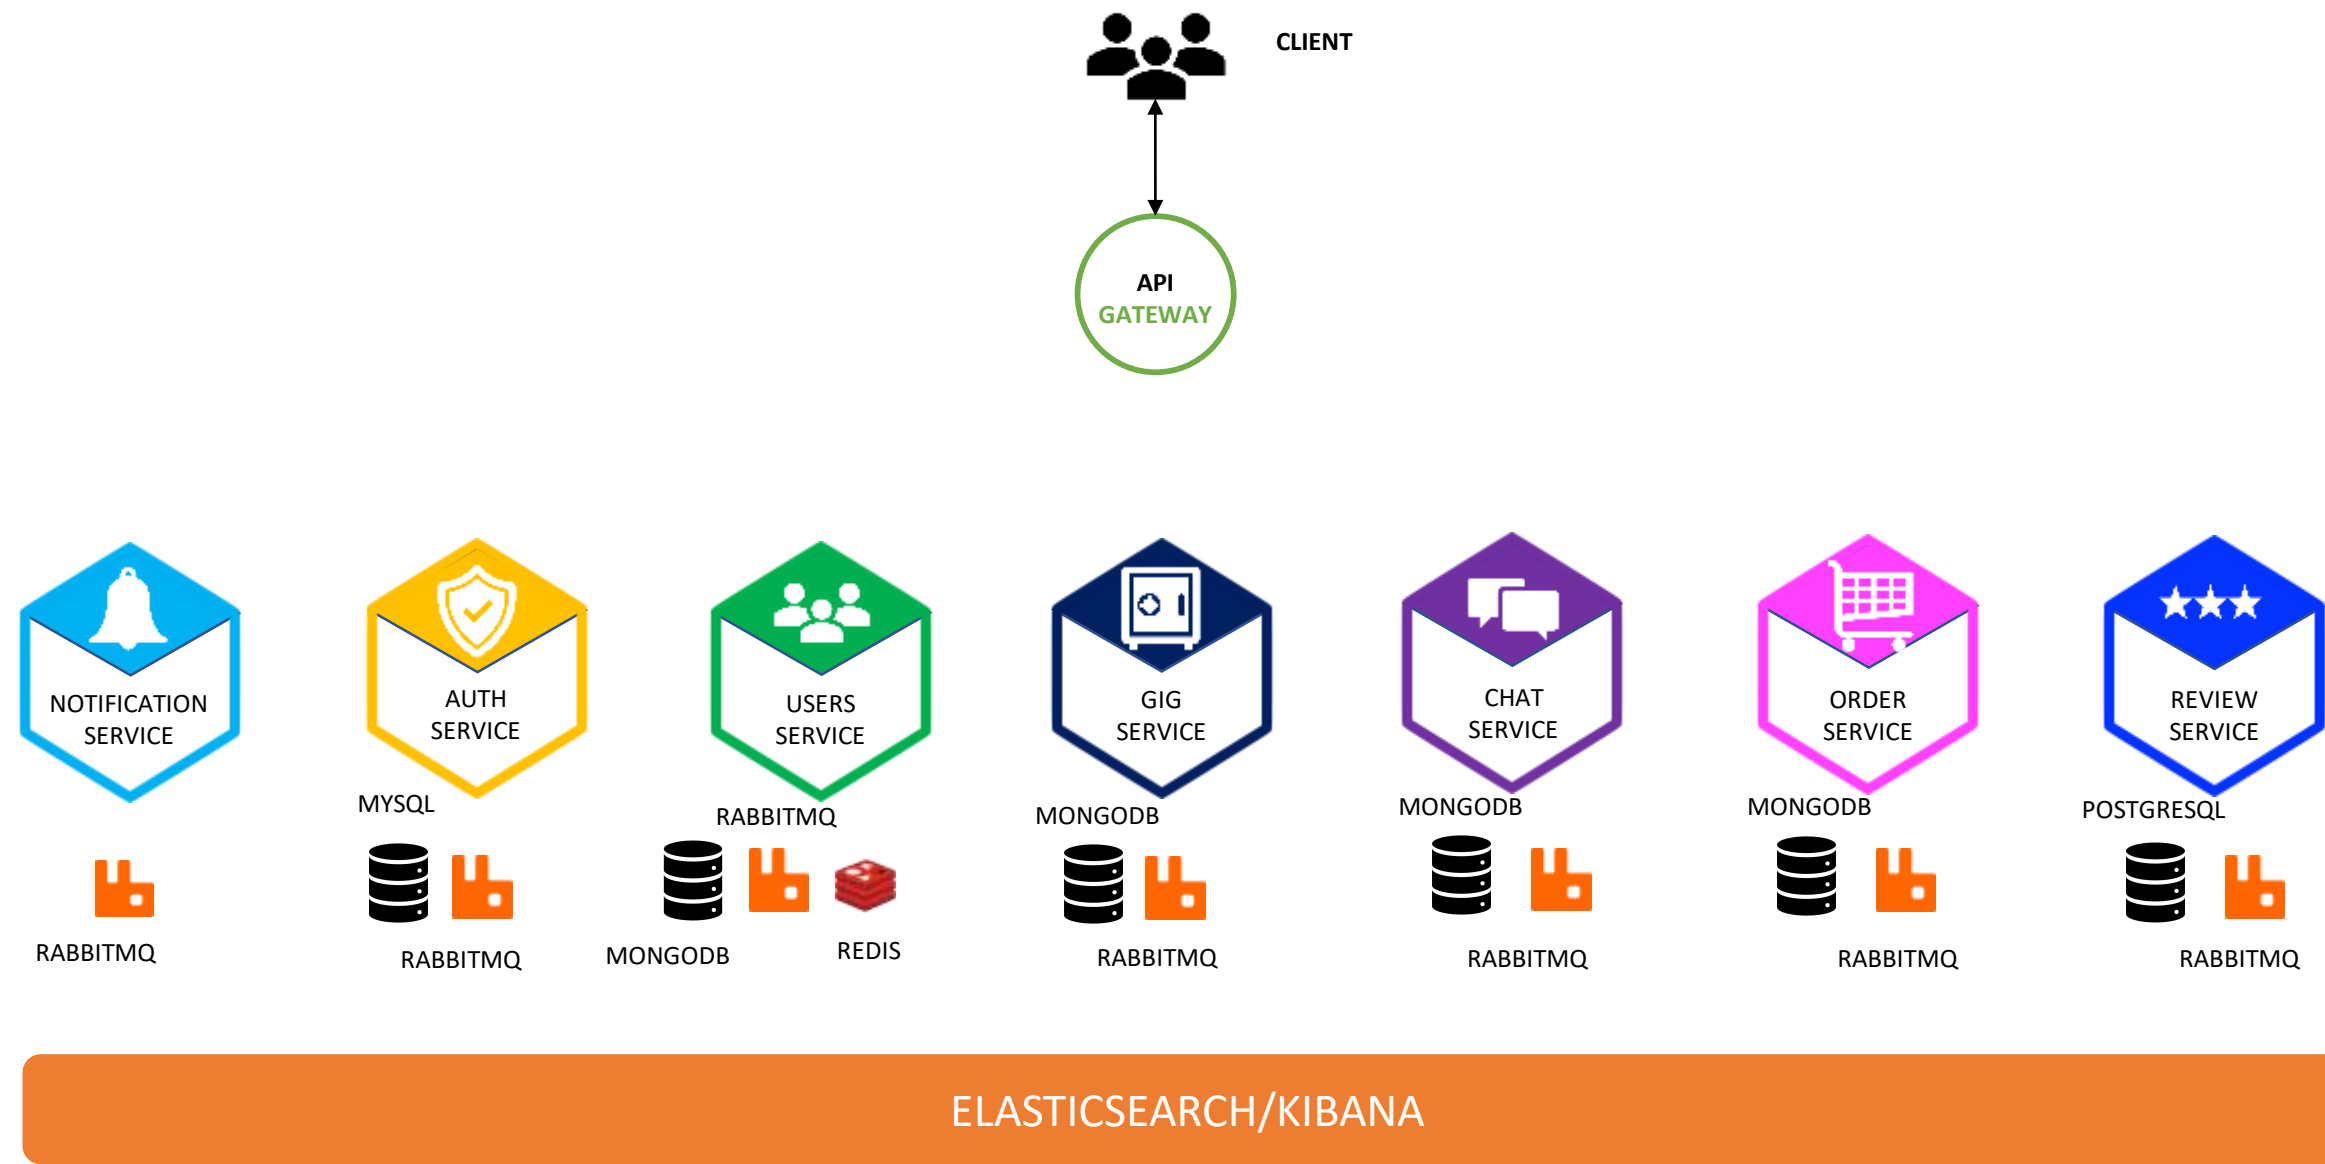 CLIENT
API
GATEWAY
NOTIFICATION
SERVICE
AUTH
SERVICE
USERS
SERVICE
GIG
SERVICE
CHAT
SERVICE
ORDER
SERVICE
REVIEW
SERVICE
RABBITMQ
MYSQL
RABBITMQ
RABBITMQ
MONGODB
REDIS
MONGODB
RABBITMQ
MONGODB
RABBITMQ
MONGODB
RABBITMQ
POSTGRESQL
RABBITMQ
ELASTICSEARCH/KIBANA